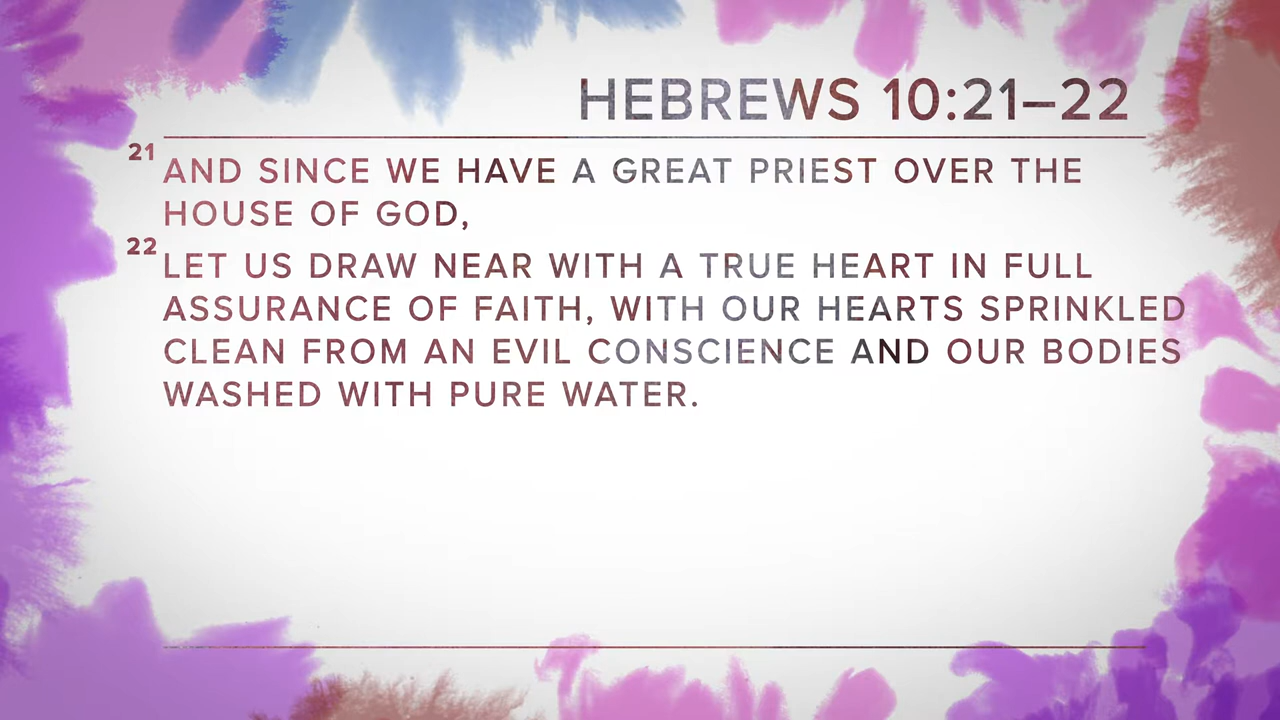 HEBREWS 10:21–22
21 AND SINCE WE HAVE A GREAT PRIEST OVER THE
HOUSE OF GOD,
22 LET US DRAW NEAR WITH A TRUE HEART IN FULL
ASSURANCE OF FAITH, WITH OUR HEARTS SPRINKLED
CLEAN FROM AN EVIL CONSCIENCE AND OUR BODIES
WASHED WITH PURE WATER.